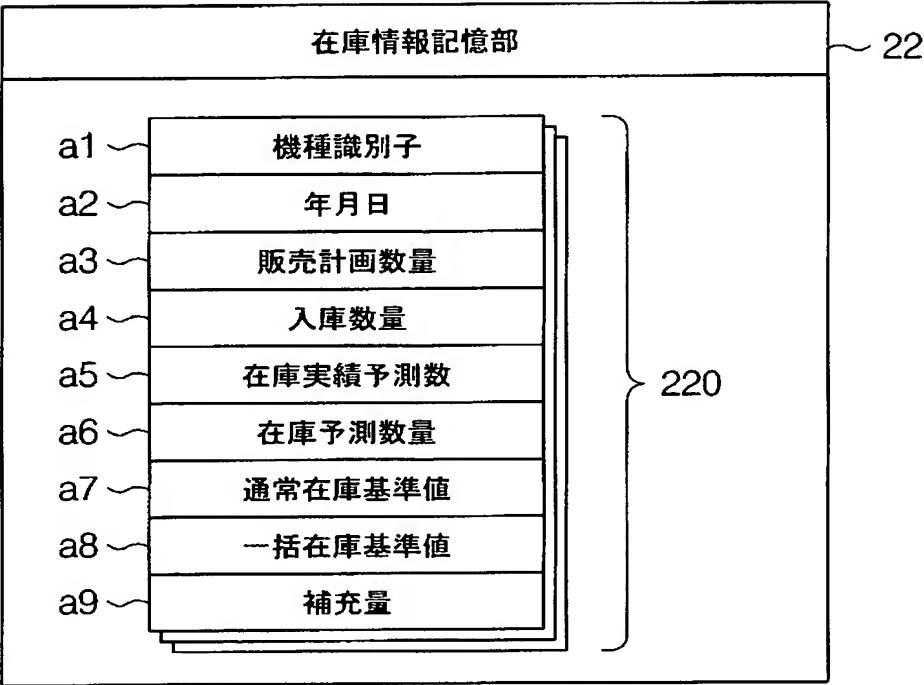 在庫情報記憶部
22
a1 機種識別子
a2 年月日
a3 販売計画数量
a4 入庫数量
a5 在庫実績予測数
220
a6 在庫予測数量
a7 通常在庫基準値
a8 一括在庫基準値
a9 補充量